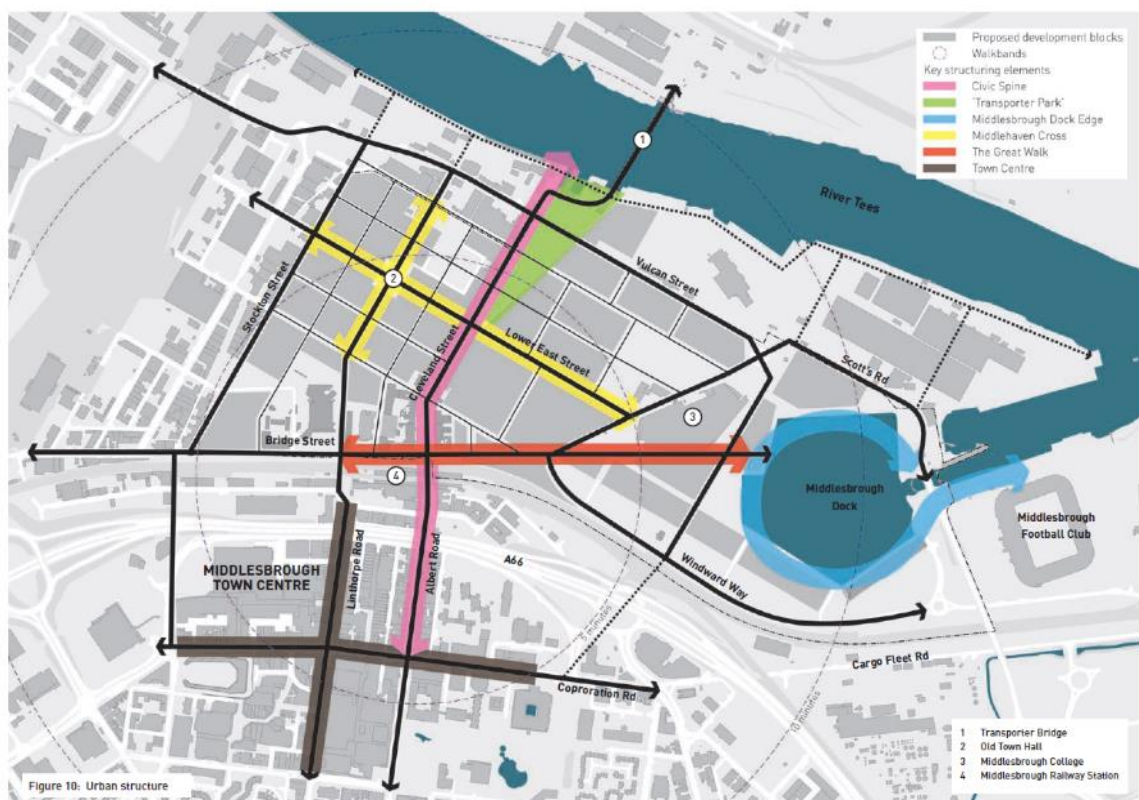 Proposed development blocks
Walkbands
Key structuring elements
Civic Spine
'Transporter Park'
Middlesbrough Dock Edge
Middlehaven Cross
The Great Walk
Town Centre
1
River Tees
Stockton Street
2
Vulcan Street
Cleveland Street
Lower East Street
Scott's Rd
3
Bridge Street
4
Middlesbrough
Dock
Middlesbrough
Football Club
MIDDLESBROUGH
TOWN CENTRE
Linthorpe Road
Albert Road
A66
Windward Way
5 minutes
Cargo Fleet Rd
Coproration Rd
10 minutes
1 Transporter Bridge
2 Old Town Hall
3 Middlesbrough College
4 Middlesbrough Railway Station
Figure 10: Urban structure